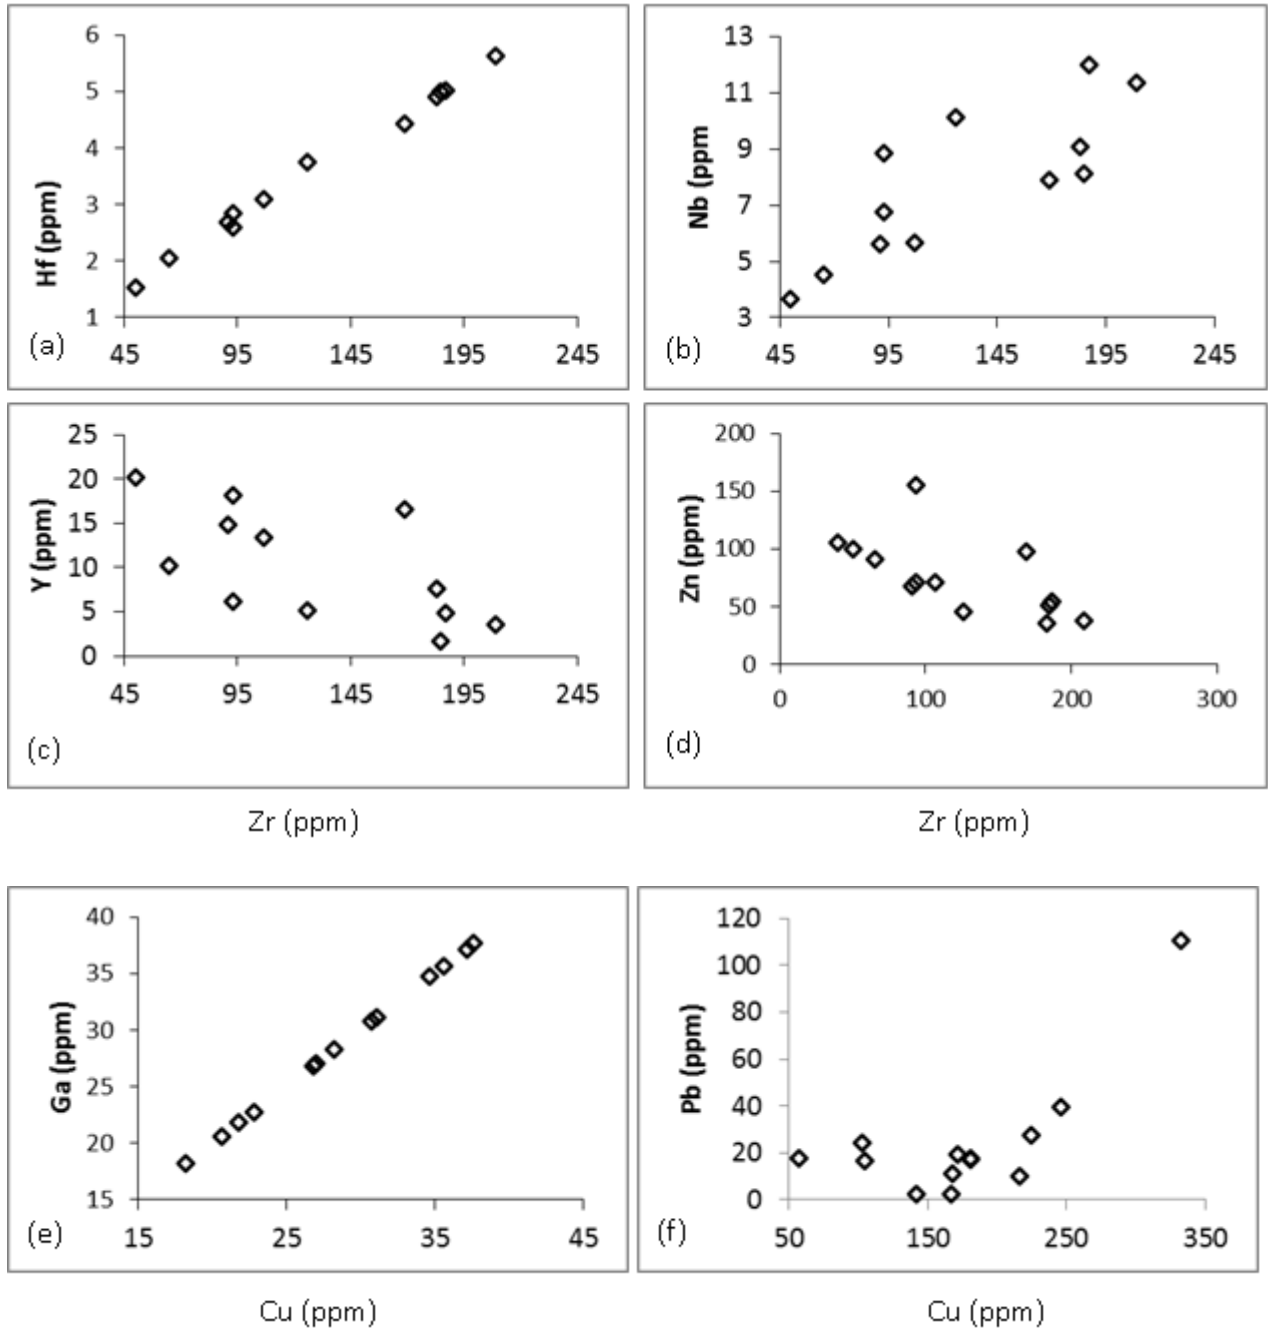 6
5
4
3
2
1
Hf (ppm)
45 95 145 195 245
(a)
13
11
9
7
5
3
Nb (ppm
45 95 145 195 245
(b)
25
20
15
10
5
0
Y (ppm)
45 95 145 195 245
(c)
200
150
100
50
0
Zn (ppm)
0 100 200 300
(d)
Zr (ppm)
Zr (ppm)
40
35
30
25
20
15
Ga (ppm)
15 25 35 45
(e)
120
100
80
60
40
20
0
Pb (ppm)
50 150 250 350
(f)
Cu (ppm)
Cu (ppm)